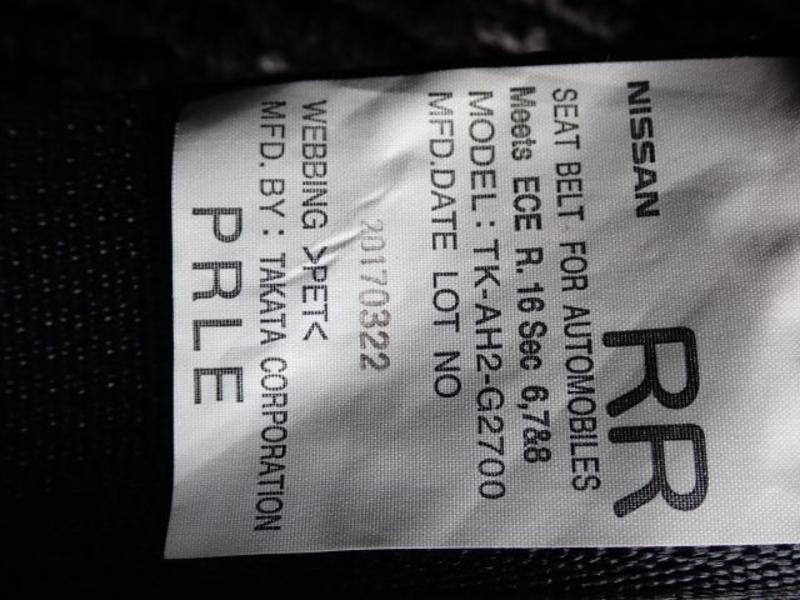 NISSAN RR
SEAT BELT FOR AUTOMOBILES
Meets ECE R. 16 Sec 6,7&8
MODEL : TK-AH2-G2700
MFD.DATE LOT NO
20170322
WEBBING >PET<
MFD. BY : TAKATA CORPORATION
PRLE